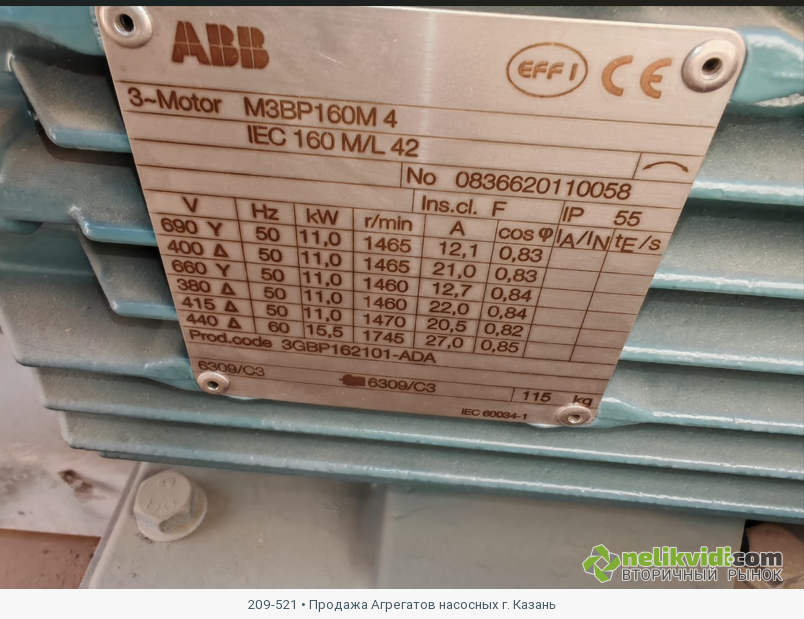 ABB
EFF 1 CE
3~Motor M3BP160M 4
IEC 160 M/L 42
No 0836620110058
Ins.cl. F IP 55
V Hz kW r/min A cos φ IA/IN tE/s
690 Y 50 11,0 1465 12,1 0,83
400 Δ 50 11,0 1465 21,0 0,83
660 Y 50 11,0 1460 12,7 0,84
380 Δ 50 11,0 1460 22,0 0,84
415 Δ 50 11,0 1470 20,5 0,82
440 Δ 60 15,5 1745 27,0 0,85
Prod.code 3GBP162101-ADA
6309/C3 6309/C3 115 kg
IEC 60034-1
nelikvidi.com
ВТОРИЧНЫЙ РЫНОК
209-521 • Продажа Агрегатов насосных г. Казань